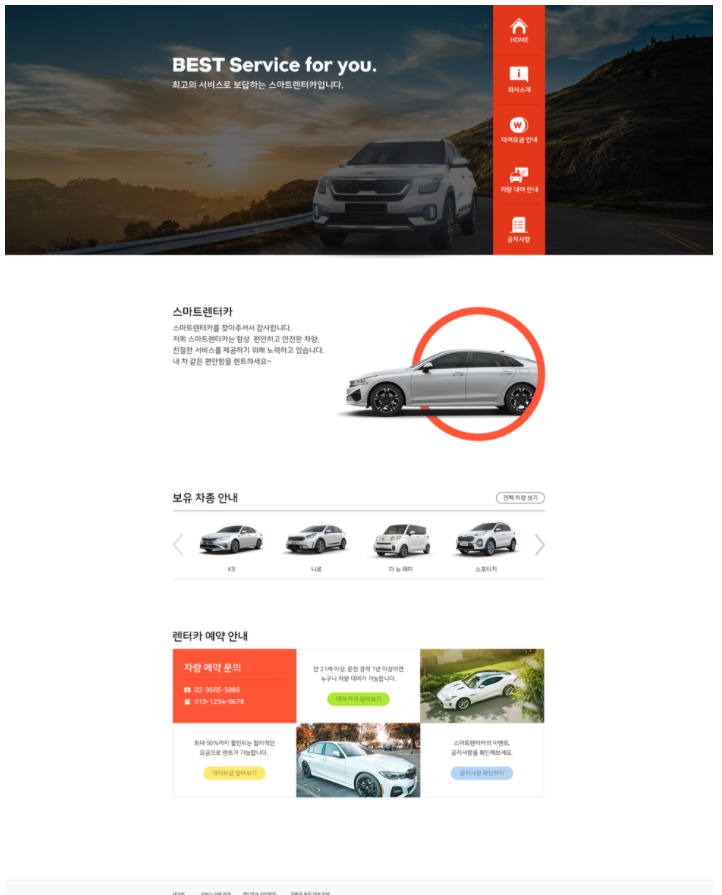 BEST Service for you.
최고의 서비스로 보답하는 스마트렌터카입니다.
HOME
회사소개
대여요금 안내
차량 대여 안내
공지사항
스마트렌터카
스마트렌터카를 찾아주셔서 감사합니다.
저희 스마트렌터카는 항상 편안하고 안전한 차량,
친절한 서비스를 제공하기 위해 노력하고 있습니다.
내 차 같은 편안함을 렌트하세요~
보유 차종 안내
전체 차량 보기
K5
니로
더 뉴 레이
스포티지
렌터카 예약 안내
차량 예약 문의
02-3665-5686
010-1234-5678
만 21세 이상, 운전 경력 1년 이상이면
누구나 차량 대여가 가능합니다.
대여 자격 알아보기
최대 50%까지 할인되는 합리적인
요금으로 렌트가 가능합니다.
대여요금 알아보기
스마트렌터카의 이벤트,
공지사항을 확인해보세요.
공지사항 확인하기
HOME